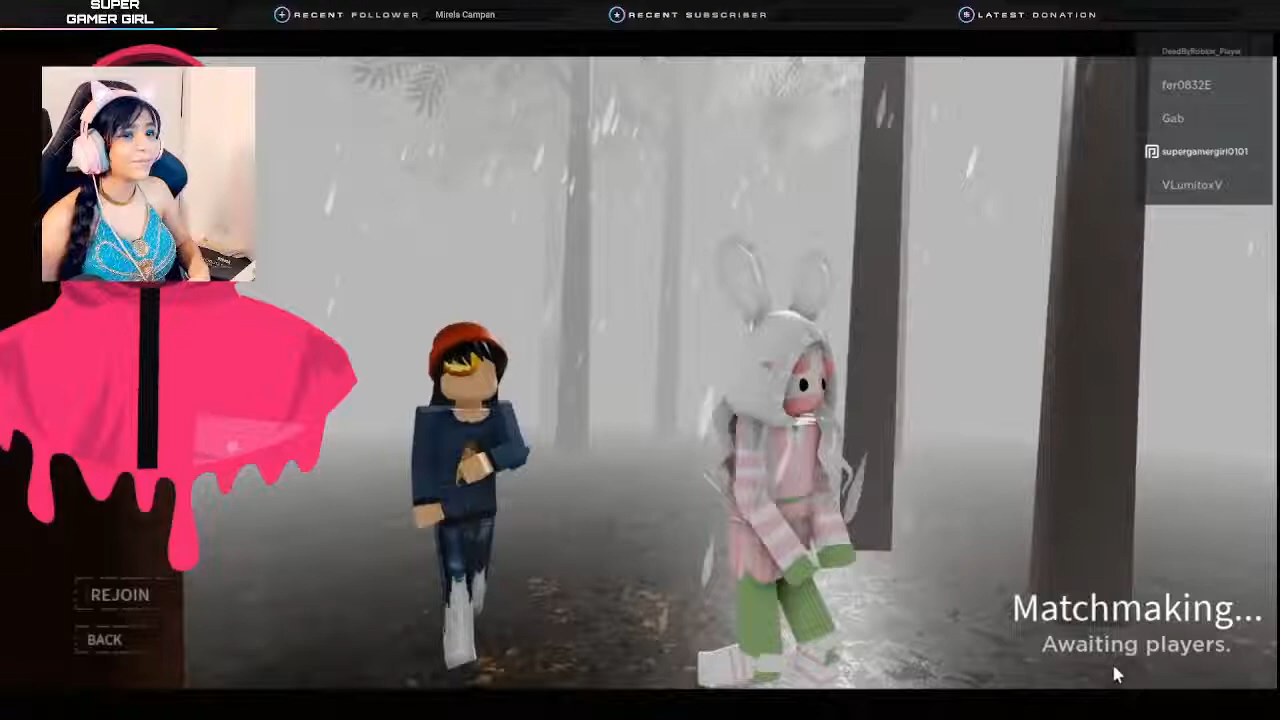 SUPER
GAMER GIRL
RECENT FOLLOWER Mirela Campan
RECENT SUBSCRIBER
LATEST DONATION
DeadByRoblox_Player
fer0832E
Gab
supergamergirl0101
VLumitoxV
REJOIN
BACK
Matchmaking...
Awaiting players.